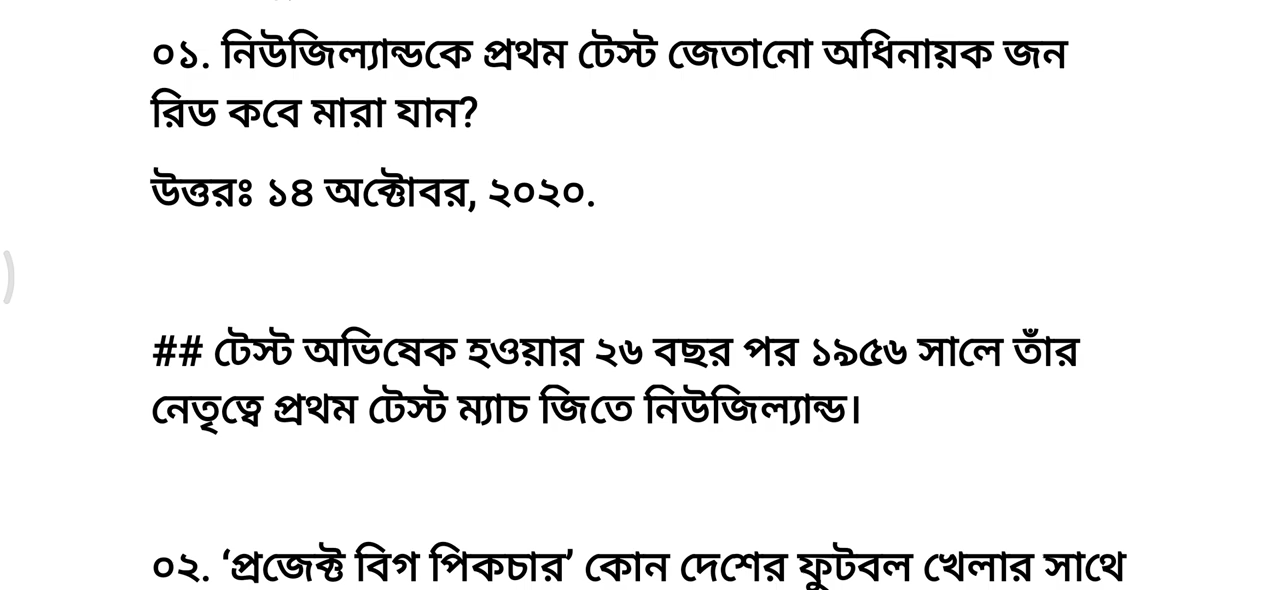 ০১. নিউজিল্যান্ডকে প্রথম টেস্ট জেতানো অধিনায়ক জন
রিড কবে মারা যান?
উত্তরঃ ১৪ অক্টোবর, ২০২০.
## টেস্ট অভিষেক হওয়ার ২৬ বছর পর ১৯৫৬ সালে তাঁর
নেতৃত্বে প্রথম টেস্ট ম্যাচ জিতে নিউজিল্যান্ড।
০২. ‘প্রজেক্ট বিগ পিকচার’ কোন দেশের ফুটবল খেলার সাথে